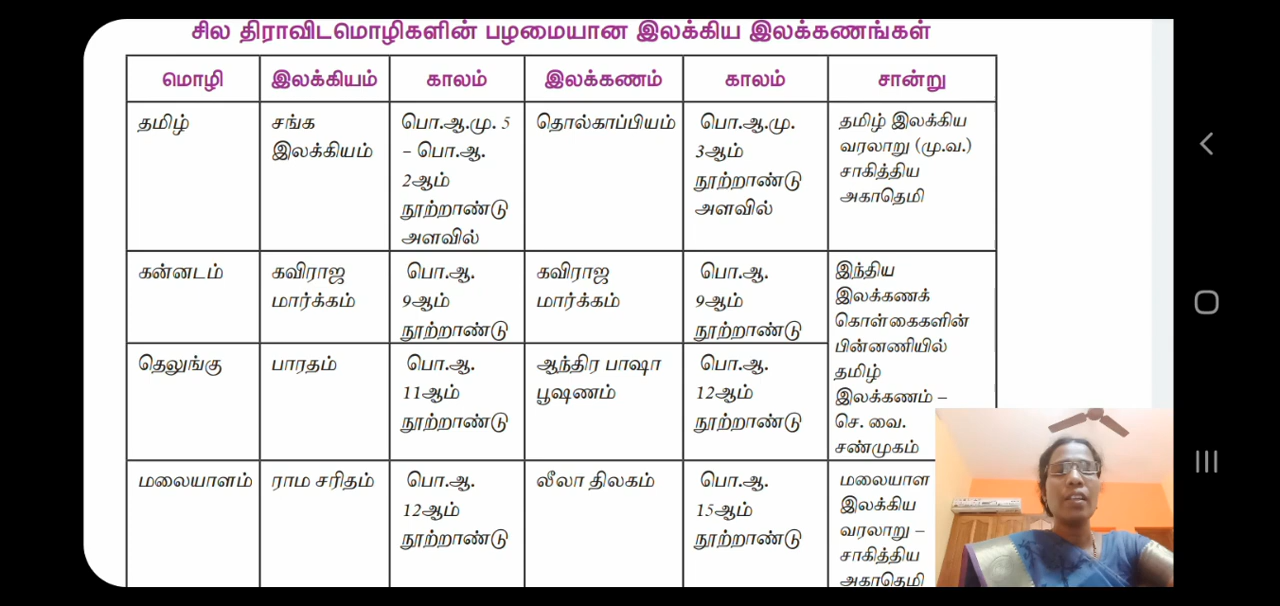 சில திராவிடமொழிகளின் பழமையான இலக்கிய இலக்கணங்கள்
மொழி இலக்கியம் காலம் இலக்கணம் காலம் சான்று
தமிழ்
சங்க
இலக்கியம்
பொ.ஆ.மு. 5
– பொ.ஆ.
2ஆம்
நூற்றாண்டு
அளவில்
தொல்காப்பியம்
பொ.ஆ.மு.
3ஆம்
நூற்றாண்டு
அளவில்
தமிழ் இலக்கிய
வரலாறு (மு.வ.)
சாகித்திய
அகாதெமி
கன்னடம்
கவிராஜ
மார்க்கம்
பொ.ஆ.
9ஆம்
நூற்றாண்டு
கவிராஜ
மார்க்கம்
பொ.ஆ.
9ஆம்
நூற்றாண்டு
இந்திய
இலக்கணக்
கொள்கைகளின்
பின்னணியில்
தமிழ்
இலக்கணம் –
செ. வை.
சண்முகம்
தெலுங்கு
பாரதம்
பொ.ஆ.
11ஆம்
நூற்றாண்டு
ஆந்திர பாஷா
பூஷணம்
பொ.ஆ.
12ஆம்
நூற்றாண்டு
மலையாளம்
ராம சரிதம்
பொ.ஆ.
12ஆம்
நூற்றாண்டு
லீலா திலகம்
பொ.ஆ.
15ஆம்
நூற்றாண்டு
மலையாள
இலக்கிய
வரலாறு –
சாகித்திய
அகாதெமி